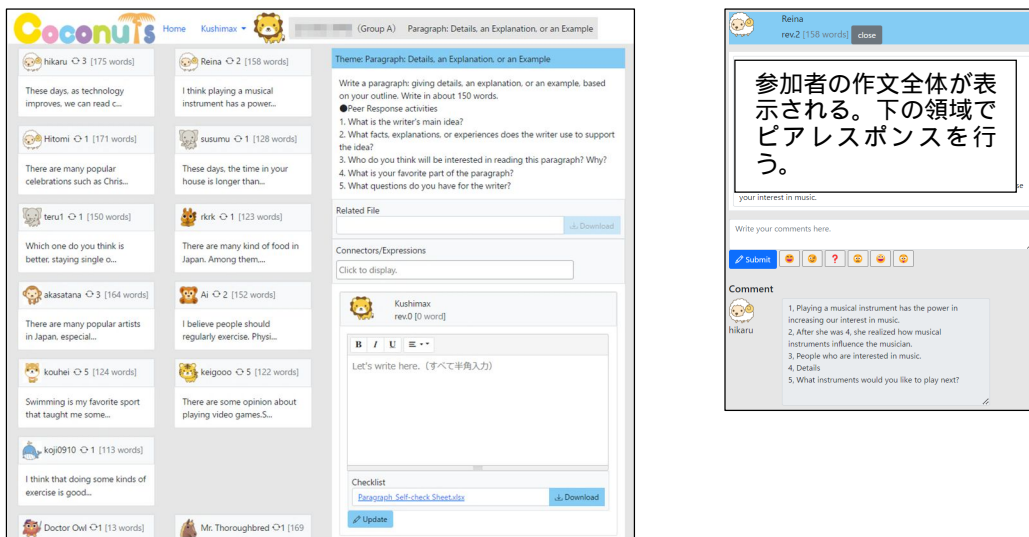 Coconuts Home Kushimax (Group A) Paragraph: Details, an Explanation, or an Example
hikaru 3 [175 words]
These days, as technology
improves, we can read c...
Reina 2 [158 words]
I think playing a musical
instrument has a power...
Hitomi 1 [171 words]
There are many popular
celebrations such as Chris...
susumu 1 [128 words]
These days, the time in your
house is longer than...
teru1 1 [150 words]
Which one do you think is
better, staying single o...
rkrk 1 [123 words]
There are many kind of food in
Japan. Among them,...
akasatana 3 [164 words]
There are many popular artists
in Japan, especial...
Ai 2 [152 words]
I believe people should
regularly exercise. Physi...
kouhei 5 [124 words]
Swimming is my favorite sport
that taught me some...
keigooo 5 [122 words]
There are some opinion about
playing video games.S...
koji0910 1 [113 words]
I think that doing some kinds of
exercise is good...
Doctor Owl 1 [13 words]
Mr. Thoroughbred 1 [169
Theme: Paragraph: Details, an Explanation, or an Example
Write a paragraph: giving details, an explanation, or an example, based
on your outline. Write in about 150 words.
●Peer Response activities
1. What is the writer's main idea?
2. What facts, explanations, or experiences does the writer use to support
the idea?
3. Who do you think will be interested in reading this paragraph? Why?
4. What is your favorite part of the paragraph?
5. What questions do you have for the writer?
Related File
Download
Connectors/Expressions
Click to display.
Kushimax
rev.0 [0 word]
B I U
Let's write here. (すべて半角入力)
Checklist
Paragraph_Self-check Sheet.xlsx Download
Update
Reina
rev.2 [158 words] close
参加者の作文全体が表
示される。下の領域で
ピアレスポンスを行
う。
se
your interest in music.
Write your comments here.
Submit
Comment
hikaru
1, Playing a musical instrument has the power in
increasing our interest in music.
2, After she was 4, she realized how musical
instruments influence the musician.
3, People who are interested in music.
4, Details
5, What instruments would you like to play next?